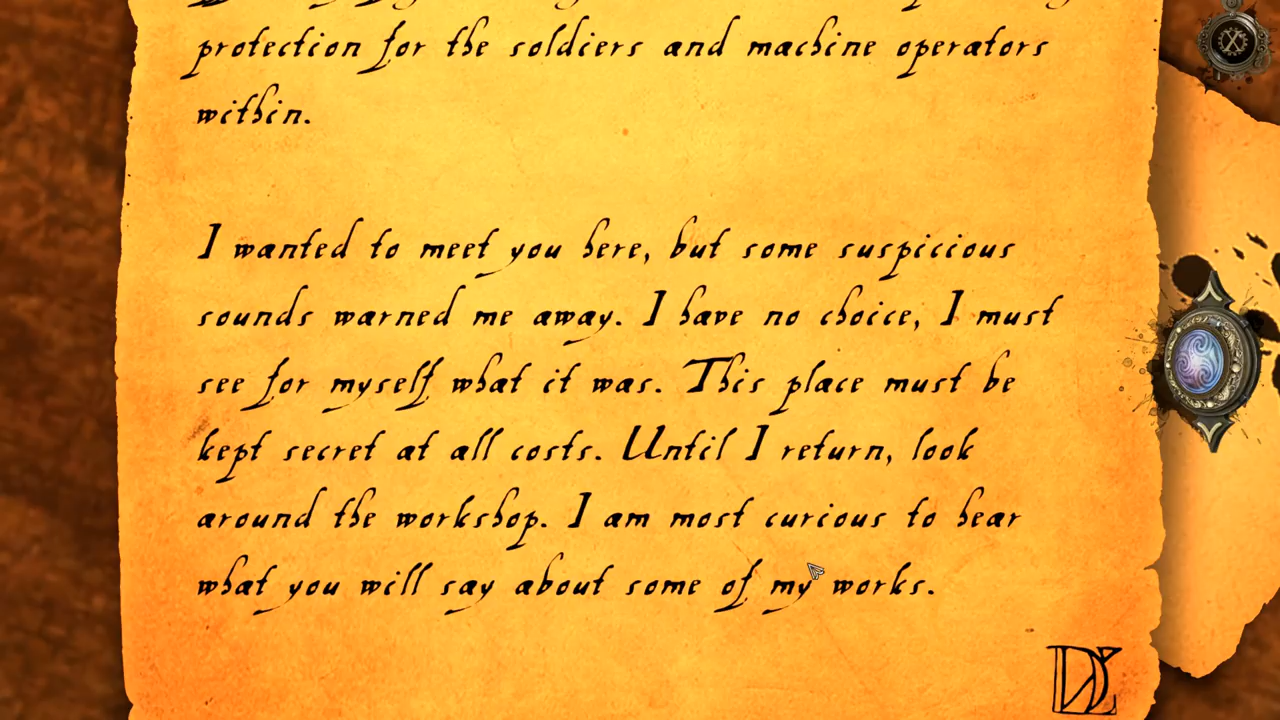 protection for the soldiers and machine operators
within.
I wanted to meet you here, but some suspicious
sounds warned me away. I have no choice, I must
see for myself what it was. This place must be
kept secret at all costs. Until I return, look
around the workshop. I am most curious to hear
what you will say about some of my works.